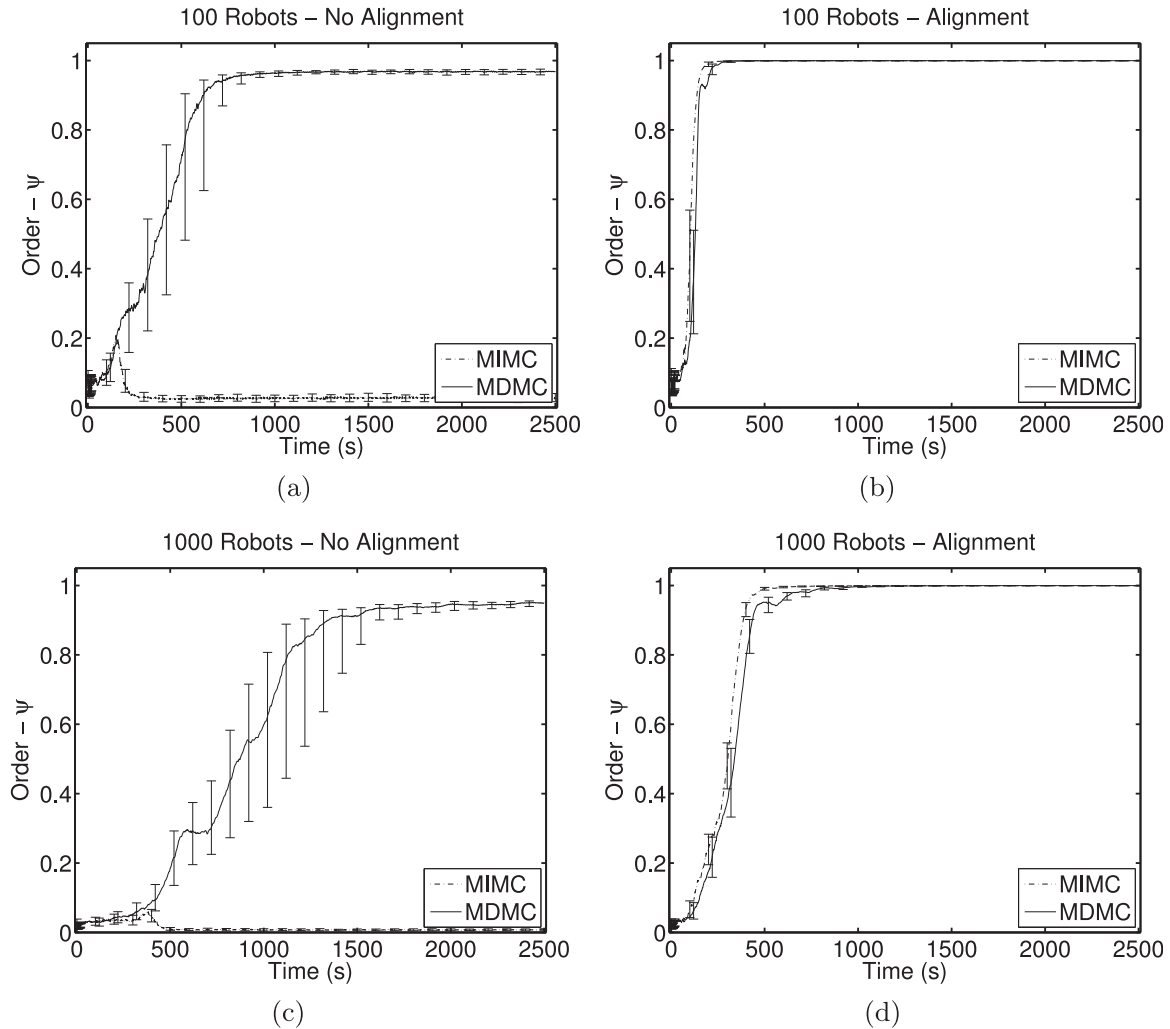 100 Robots – No Alignment
Order – ψ
1
0.8
0.6
0.4
0.2
0
MIMC
MDMC
0 500 1000 1500 2000 2500
Time (s)
(a)
100 Robots – Alignment
Order – ψ
1
0.8
0.6
0.4
0.2
0
MIMC
MDMC
0 500 1000 1500 2000 2500
Time (s)
(b)
1000 Robots – No Alignment
Order – ψ
1
0.8
0.6
0.4
0.2
0
MIMC
MDMC
0 500 1000 1500 2000 2500
Time (s)
(c)
1000 Robots – Alignment
Order – ψ
1
0.8
0.6
0.4
0.2
0
MIMC
MDMC
0 500 1000 1500 2000 2500
Time (s)
(d)